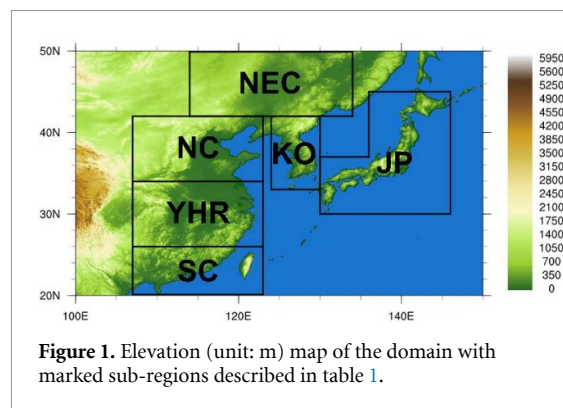 50N
40N
30N
20N
100E
120E
140E
NEC
NC
KO
JP
YHR
SC
5950
5600
5250
4900
4550
4200
3850
3500
3150
2800
2450
2100
1750
1400
1050
700
350
0
Figure 1. Elevation (unit: m) map of the domain with
marked sub-regions described in table 1.